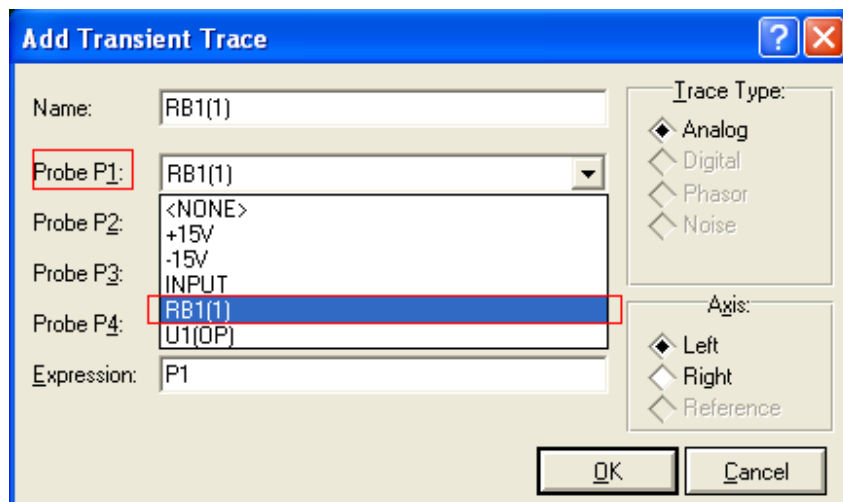 Add Transient Trace
Name: RB1(1)
Probe P1: RB1(1)
<NONE>
+15V
-15V
INPUT
RB1(1)
U1(OP)
Probe P2:
Probe P3:
Probe P4:
Expression: P1
Trace Type:
Analog
Digital
Phasor
Noise
Axis:
Left
Right
Reference
OK
Cancel